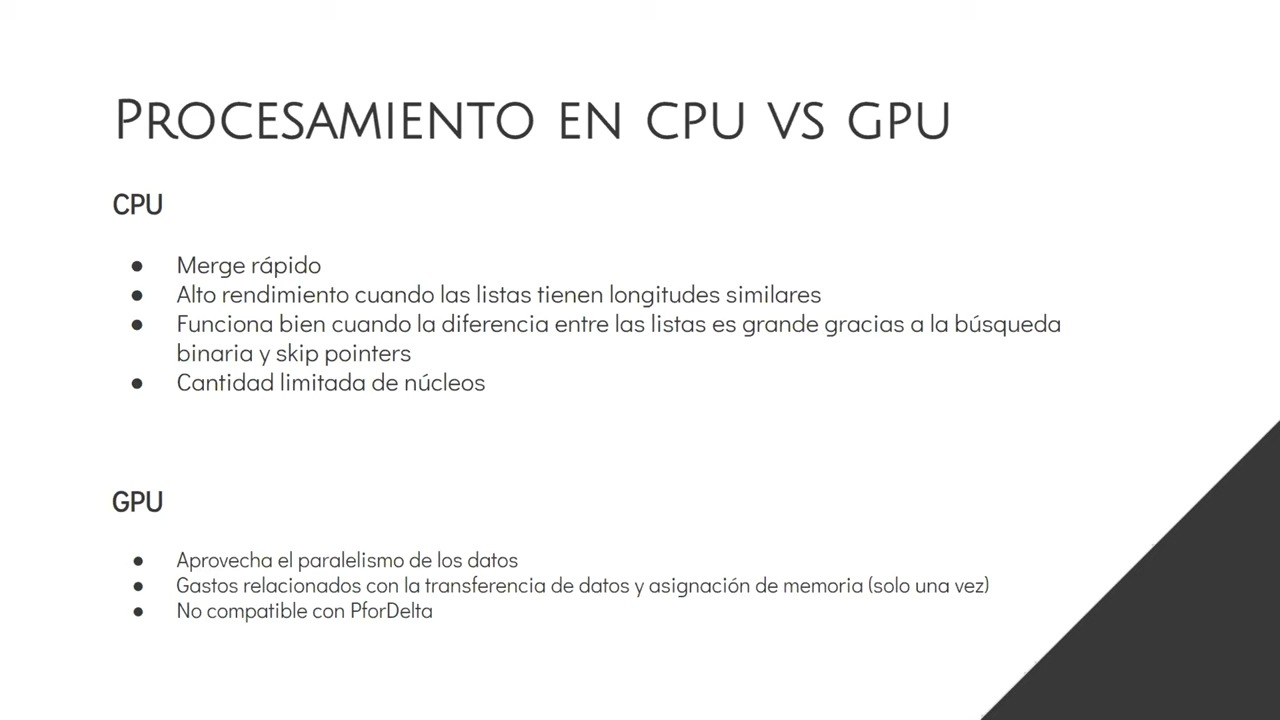 Procesamiento en cpu vs gpu
CPU
● Merge rápido
● Alto rendimiento cuando las listas tienen longitudes similares
● Funciona bien cuando la diferencia entre las listas es grande gracias a la búsqueda
binaria y skip pointers
● Cantidad limitada de núcleos
GPU
● Aprovecha el paralelismo de los datos
● Gastos relacionados con la transferencia de datos y asignación de memoria (solo una vez)
● No compatible con PforDelta